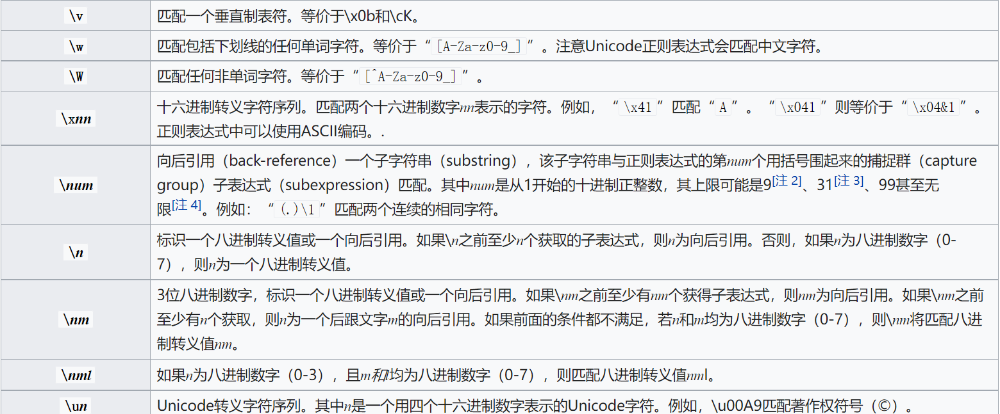 \v
匹配一个垂直制表符。等价于\x0b和\cK。
\w
匹配包括下划线的任何单词字符。等价于“[A-Za-z0-9_]”。注意Unicode正则表达式会匹配中文字符。
\W
匹配任何非单词字符。等价于“[^A-Za-z0-9_]”。
\xnn
十六进制转义字符序列。匹配两个十六进制数字nn表示的字符。例如，“\x41”匹配“A”。“\x041”则等价于“\x04&1”。
正则表达式中可以使用ASCII编码。.
\num
向后引用（back-reference）一个子字符串（substring），该子字符串与正则表达式的第num个用括号围起来的捕捉群（capture
group）子表达式（subexpression）匹配。其中num是从1开始的十进制正整数，其上限可能是9[注 2]、31[注 3]、99甚至无
限[注 4]。例如：“(.)\1”匹配两个连续的相同字符。
\n
标识一个八进制转义值或一个向后引用。如果\n之前至少n个获取的子表达式，则n为向后引用。否则，如果n为八进制数字（0-
7），则n为一个八进制转义值。
\nm
3位八进制数字，标识一个八进制转义值或一个向后引用。如果\nm之前至少有nm个获得子表达式，则nm为向后引用。如果\nm之前
至少有n个获取，则n为一个后跟文字m的向后引用。如果前面的条件都不满足，若n和m均为八进制数字（0-7），则\nm将匹配八进
制转义值nm。
\nml
如果n为八进制数字（0-3），且m和l均为八进制数字（0-7），则匹配八进制转义值nml。
\un
Unicode转义字符序列。其中n是一个用四个十六进制数字表示的Unicode字符。例如，\u00A9匹配著作权符号（©）。